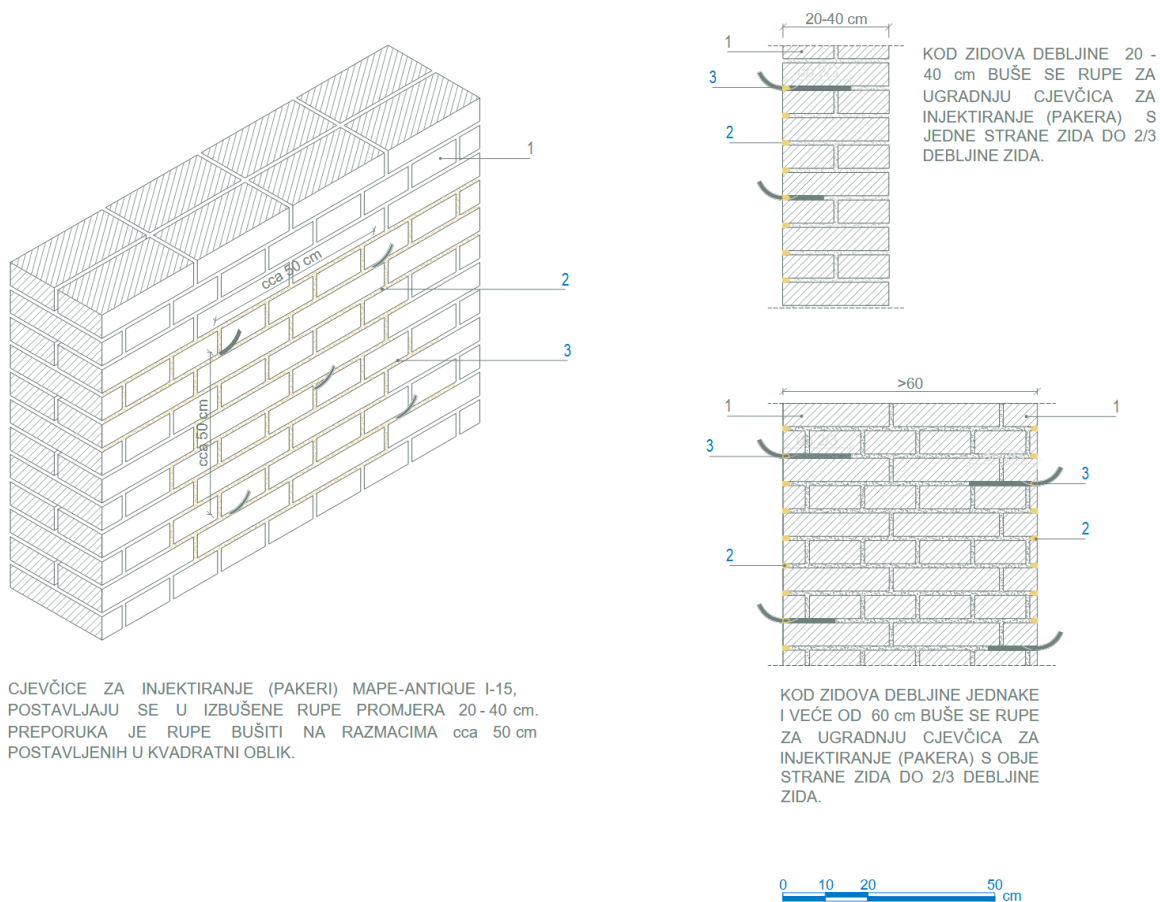 20-40 cm
1
3
2
KOD ZIDOVA DEBLJINE 20 -
40 cm BUŠE SE RUPE ZA
UGRADNJU CJEVČICA ZA
INJEKTIRANJE (PAKERA) S
JEDNE STRANE ZIDA DO 2/3
DEBLJINE ZIDA.
1
cca 50 cm
2
3
cca 50 cm
>60
1
1
3
3
2
2
CJEVČICE ZA INJEKTIRANJE (PAKERI) MAPE-ANTIQUE I-15,
POSTAVLJAJU SE U IZBUŠENE RUPE PROMJERA 20 - 40 cm.
PREPORUKA JE RUPE BUŠITI NA RAZMACIMA cca 50 cm
POSTAVLJENIH U KVADRATNI OBLIK.
KOD ZIDOVA DEBLJINE JEDNAKE
I VEĆE OD 60 cm BUŠE SE RUPE
ZA UGRADNJU CJEVČICA ZA
INJEKTIRANJE (PAKERA) S OBJE
STRANE ZIDA DO 2/3 DEBLJINE
ZIDA.
0 10 20 50
cm